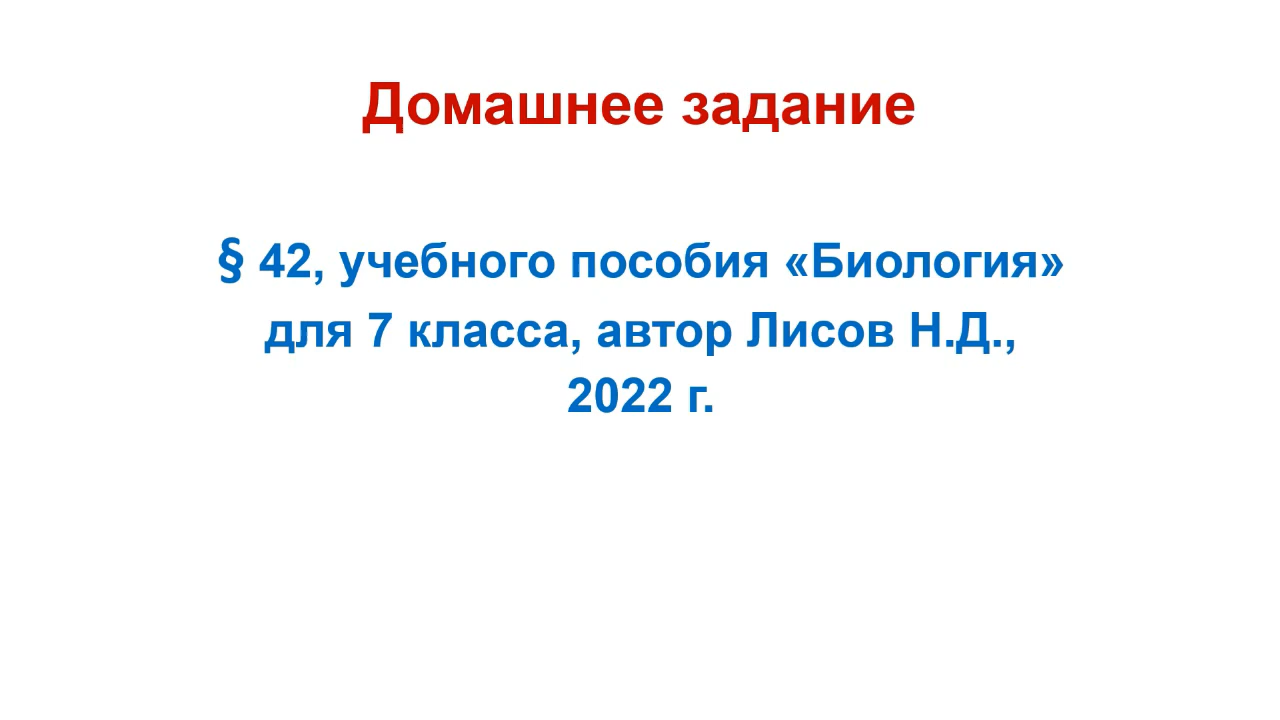 Домашнее задание
§ 42, учебного пособия «Биология»
для 7 класса, автор Лисов Н.Д.,
2022 г.